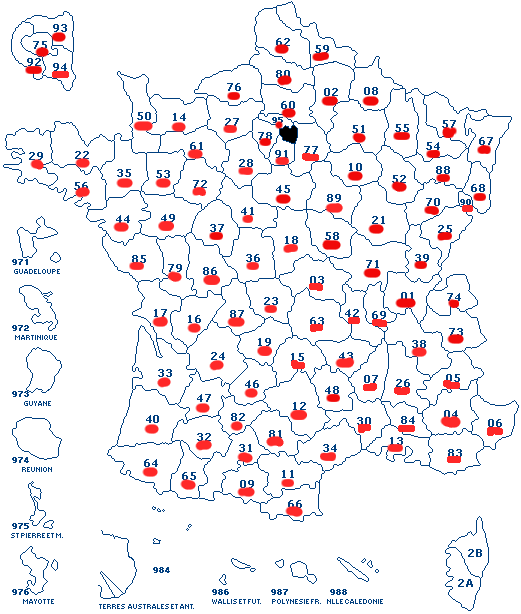 93
75
92 94
62
59
80
76 02 08
60
50 14 27 95
78 51 55 57
61 54 67
29 22 91 77
28 10 88
35 53 72 52 68
56 45 89 70 90
44 49 41 21 25
37 18 58
85 79 86 36 71 39
971
GUADELOUPE
03
01 74
17 16 87 23 63 42 69
972
MARTINIQUE
73
19 38
24 15 43
33 07 26 05
46 48
973
GUYANE
47
40 82 12 30 84 04 06
32 81 13
31 34 83
974
REUNION
64 65 09 11
66
975
ST PIERRE ET M.
984
2B
2A
976
MAYOTTE
986 987 988
WALLIS ET FUT. POLYNESIE FR. NLLE CALEDONIE
TERRES AUSTRALES ET ANT.